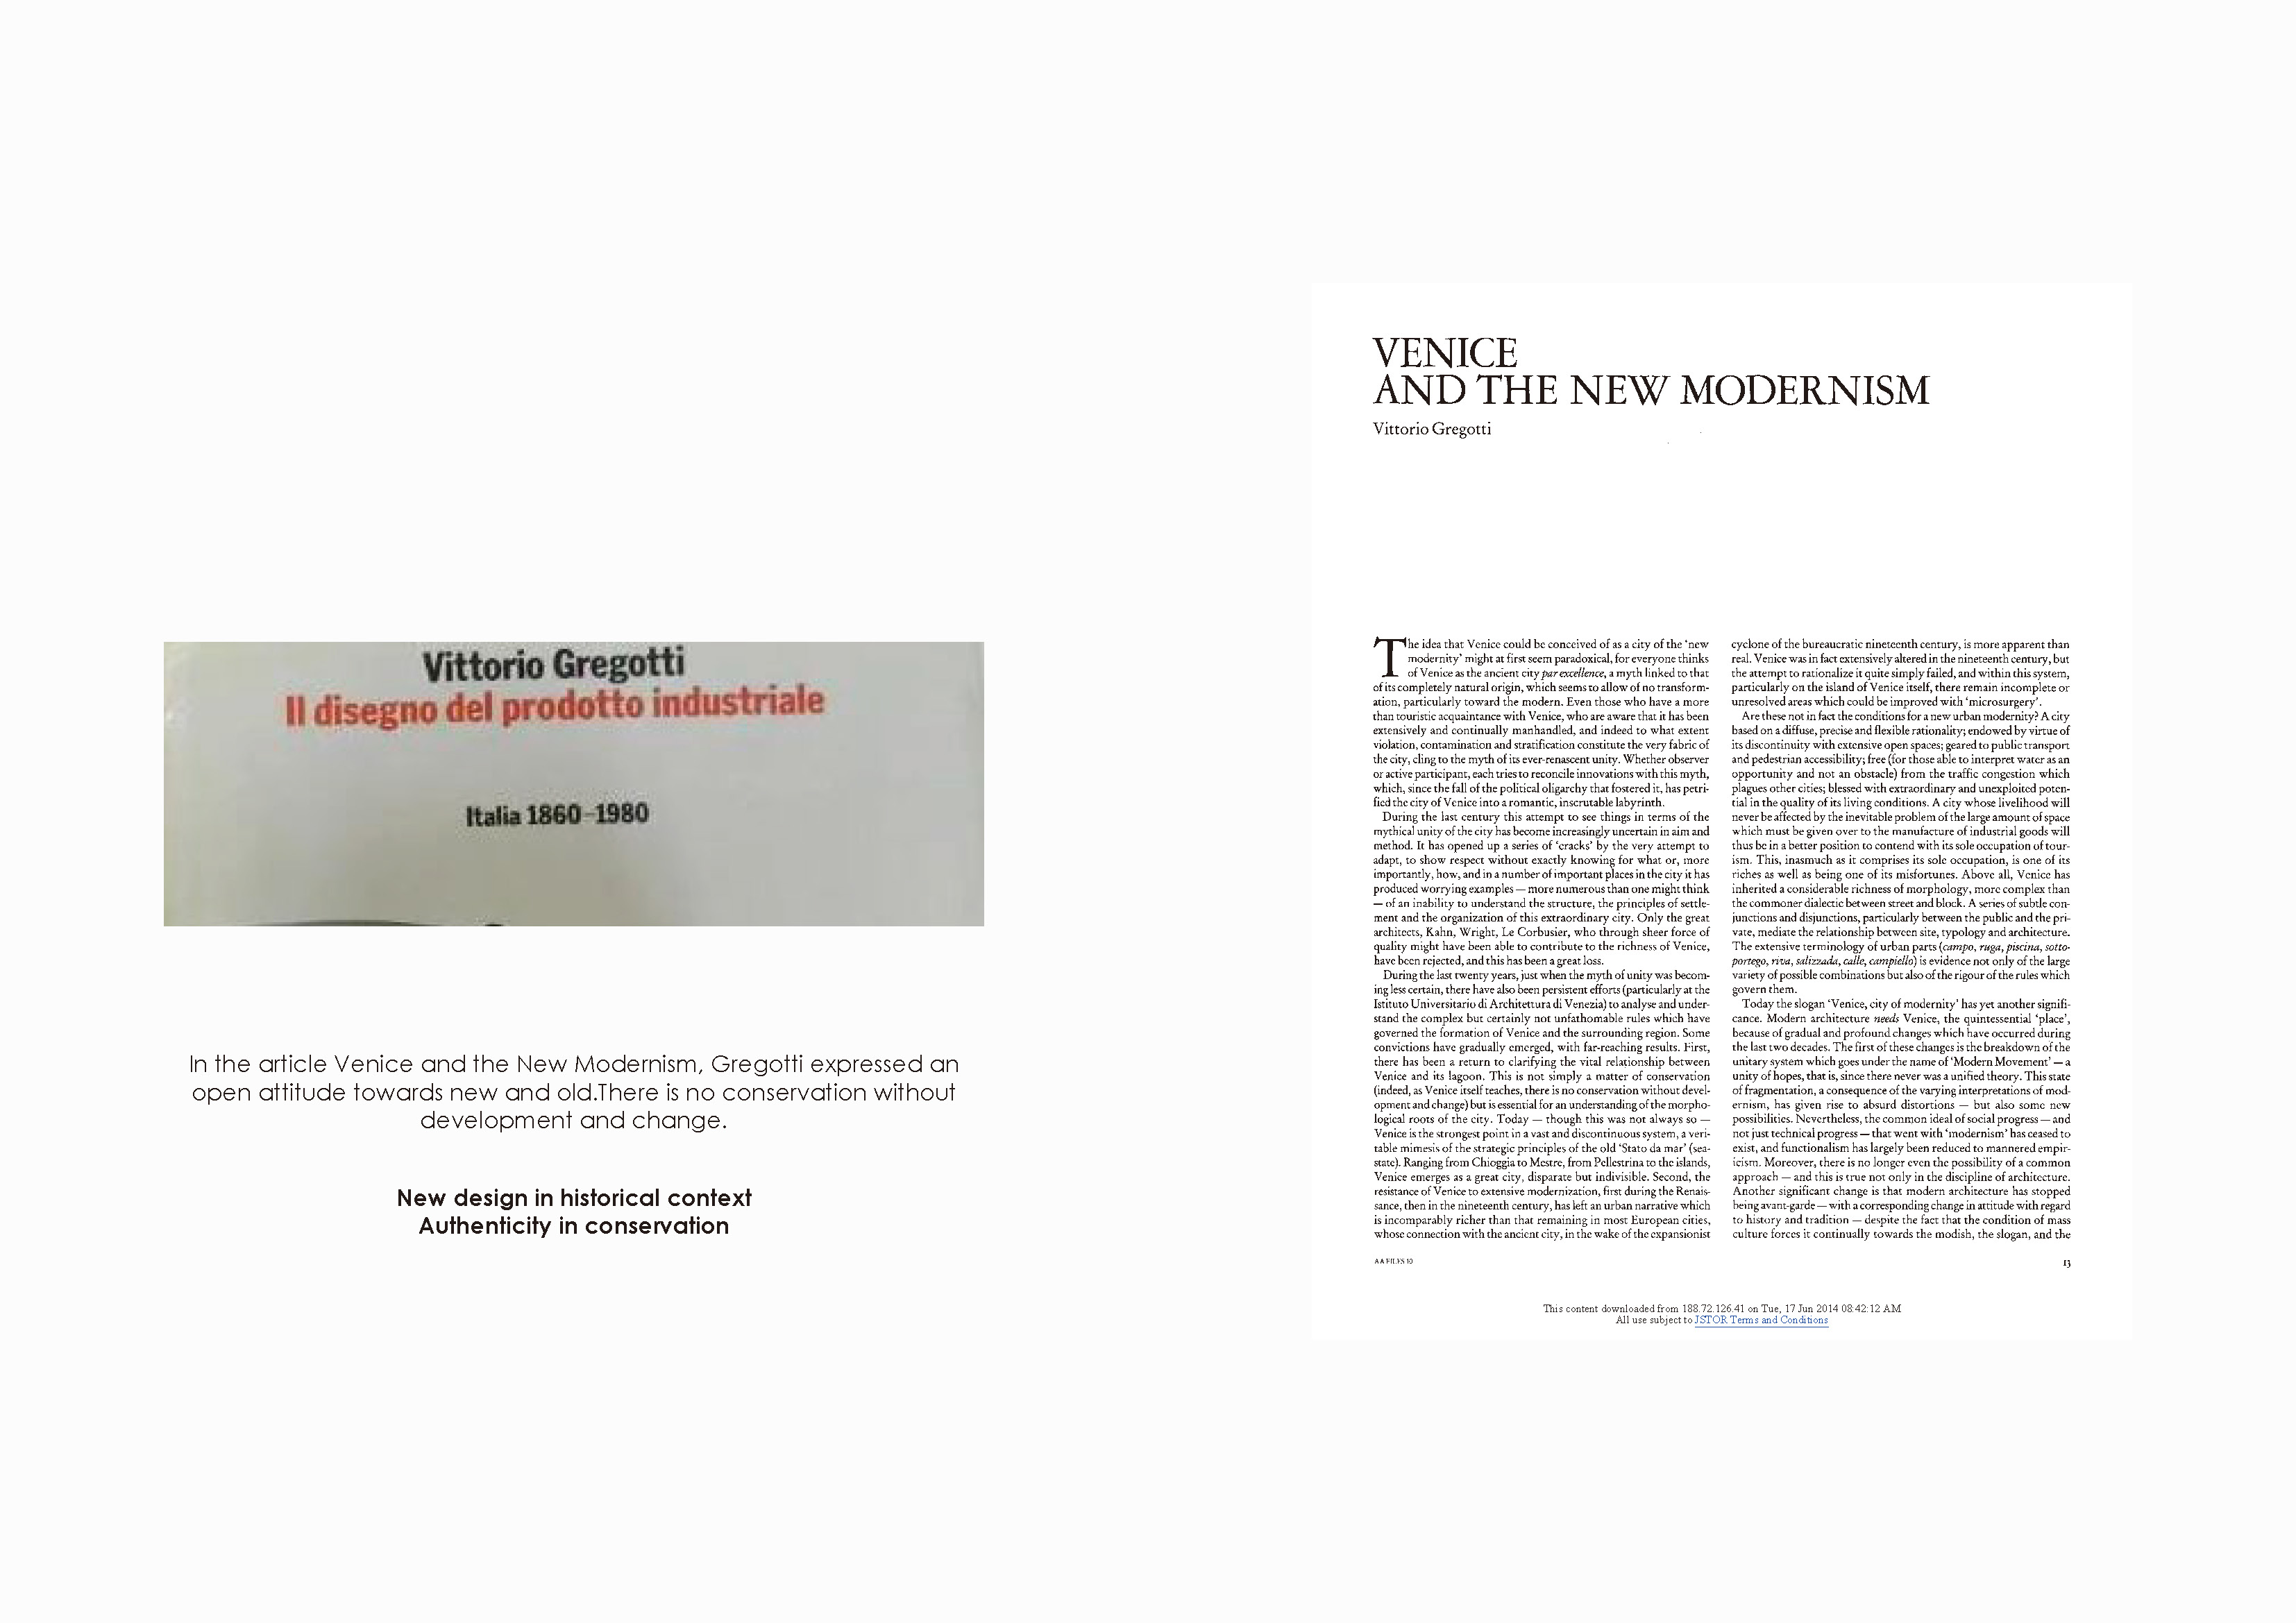 Vittorio Gregotti
Il disegno del prodotto industriale
Italia 1860-1980
In the article Venice and the New Modernism, Gregotti expressed an
open attitude towards new and old.There is no conservation without
development and change.
New design in historical context
Authenticity in conservation
VENICE
AND THE NEW MODERNISM
Vittorio Gregotti
The idea that Venice could be conceived of as a city of the ‘new
modernity’ might at first seem paradoxical, for everyone thinks
of Venice as the ancient city par excellence, a myth linked to that
of its completely natural origin, which seems to allow of no transform-
ation, particularly toward the modern. Even those who have a more
than touristic acquaintance with Venice, who are aware that it has been
extensively and continually manhandled, and indeed to what extent
violation, contamination and stratification constitute the very fabric of
the city, cling to the myth of its ever-renascent unity. Whether observer
or active participant, each tries to reconcile innovations with this myth,
which, since the fall of the political oligarchy that fostered it, has petri-
fied the city of Venice into a romantic, inscrutable labyrinth.
During the last century this attempt to see things in terms of the
mythical unity of the city has become increasingly uncertain in aim and
method. It has opened up a series of ‘cracks’ by the very attempt to
adapt, to show respect without exactly knowing for what or, more
importantly, how, and in a number of important places in the city it has
produced worrying examples — more numerous than one might think
— of an inability to understand the structure, the principles of settle-
ment and the organization of this extraordinary city. Only the great
architects, Kahn, Wright, Le Corbusier, who through sheer force of
quality might have been able to contribute to the richness of Venice,
have been rejected, and this has been a great loss.
During the last twenty years, just when the myth of unity was becom-
ing less certain, there have also been persistent efforts (particularly at the
Istituto Universitario di Architettura di Venezia) to analyse and under-
stand the complex but certainly not unfathomable rules which have
governed the formation of Venice and the surrounding region. Some
convictions have gradually emerged, with far-reaching results. First,
there has been a return to clarifying the vital relationship between
Venice and its lagoon. This is not simply a matter of conservation
(indeed, as Venice itself teaches, there is no conservation without devel-
opment and change) but is essential for an understanding of the morpho-
logical roots of the city. Today — though this was not always so —
Venice is the strongest point in a vast and discontinuous system, a veri-
table mimesis of the strategic principles of the old ‘Stato da mar’ (sea-
state). Ranging from Chioggia to Mestre, from Pellestrina to the islands,
Venice emerges as a great city, disparate but indivisible. Second, the
resistance of Venice to extensive modernization, first during the Renais-
sance, then in the nineteenth century, has left an urban narrative which
is incomparably richer than that remaining in most European cities,
whose connection with the ancient city, in the wake of the expansionist
cyclone of the bureaucratic nineteenth century, is more apparent than
real. Venice was in fact extensively altered in the nineteenth century, but
the attempt to rationalize it quite simply failed, and within this system,
particularly on the island of Venice itself, there remain incomplete or
unresolved areas which could be improved with ‘microsurgery’.
Are these not in fact the conditions for a new urban modernity? A city
based on a diffuse, precise and flexible rationality; endowed by virtue of
its discontinuity with extensive open spaces; geared to public transport
and pedestrian accessibility; free (for those able to interpret water as an
opportunity and not an obstacle) from the traffic congestion which
plagues other cities; blessed with extraordinary and unexploited poten-
tial in the quality of its living conditions. A city whose livelihood will
never be affected by the inevitable problem of the large amount of space
which must be given over to the manufacture of industrial goods will
thus be in a better position to contend with its sole occupation of tour-
ism. This, inasmuch as it comprises its sole occupation, is one of its
riches as well as being one of its misfortunes. Above all, Venice has
inherited a considerable richness of morphology, more complex than
the commoner dialectic between street and block. A series of subtle con-
junctions and disjunctions, particularly between the public and the pri-
vate, mediate the relationship between site, typology and architecture.
The extensive terminology of urban parts (campo, ruga, piscina, sotto-
portego, riva, salizzada, calle, campiello) is evidence not only of the large
variety of possible combinations but also of the rigour of the rules which
govern them.
Today the slogan ‘Venice, city of modernity’ has yet another signifi-
cance. Modern architecture needs Venice, the quintessential ‘place’,
because of gradual and profound changes which have occurred during
the last two decades. The first of these changes is the breakdown of the
unitary system which goes under the name of ‘Modern Movement’ — a
unity of hopes, that is, since there never was a unified theory. This state
of fragmentation, a consequence of the varying interpretations of mod-
ernism, has given rise to absurd distortions — but also some new
possibilities. Nevertheless, the common ideal of social progress — and
not just technical progress — that went with ‘modernism’ has ceased to
exist, and functionalism has largely been reduced to mannered empir-
icism. Moreover, there is no longer even the possibility of a common
approach — and this is true not only in the discipline of architecture.
Another significant change is that modern architecture has stopped
being avant-garde — with a corresponding change in attitude with regard
to history and tradition — despite the fact that the condition of mass
culture forces it continually towards the modish, the slogan, and the
AA FILES 10
13
This content downloaded from 188.72.126.41 on Tue, 17 Jun 2014 08:42:12 AM
All use subject to JSTOR Terms and Conditions